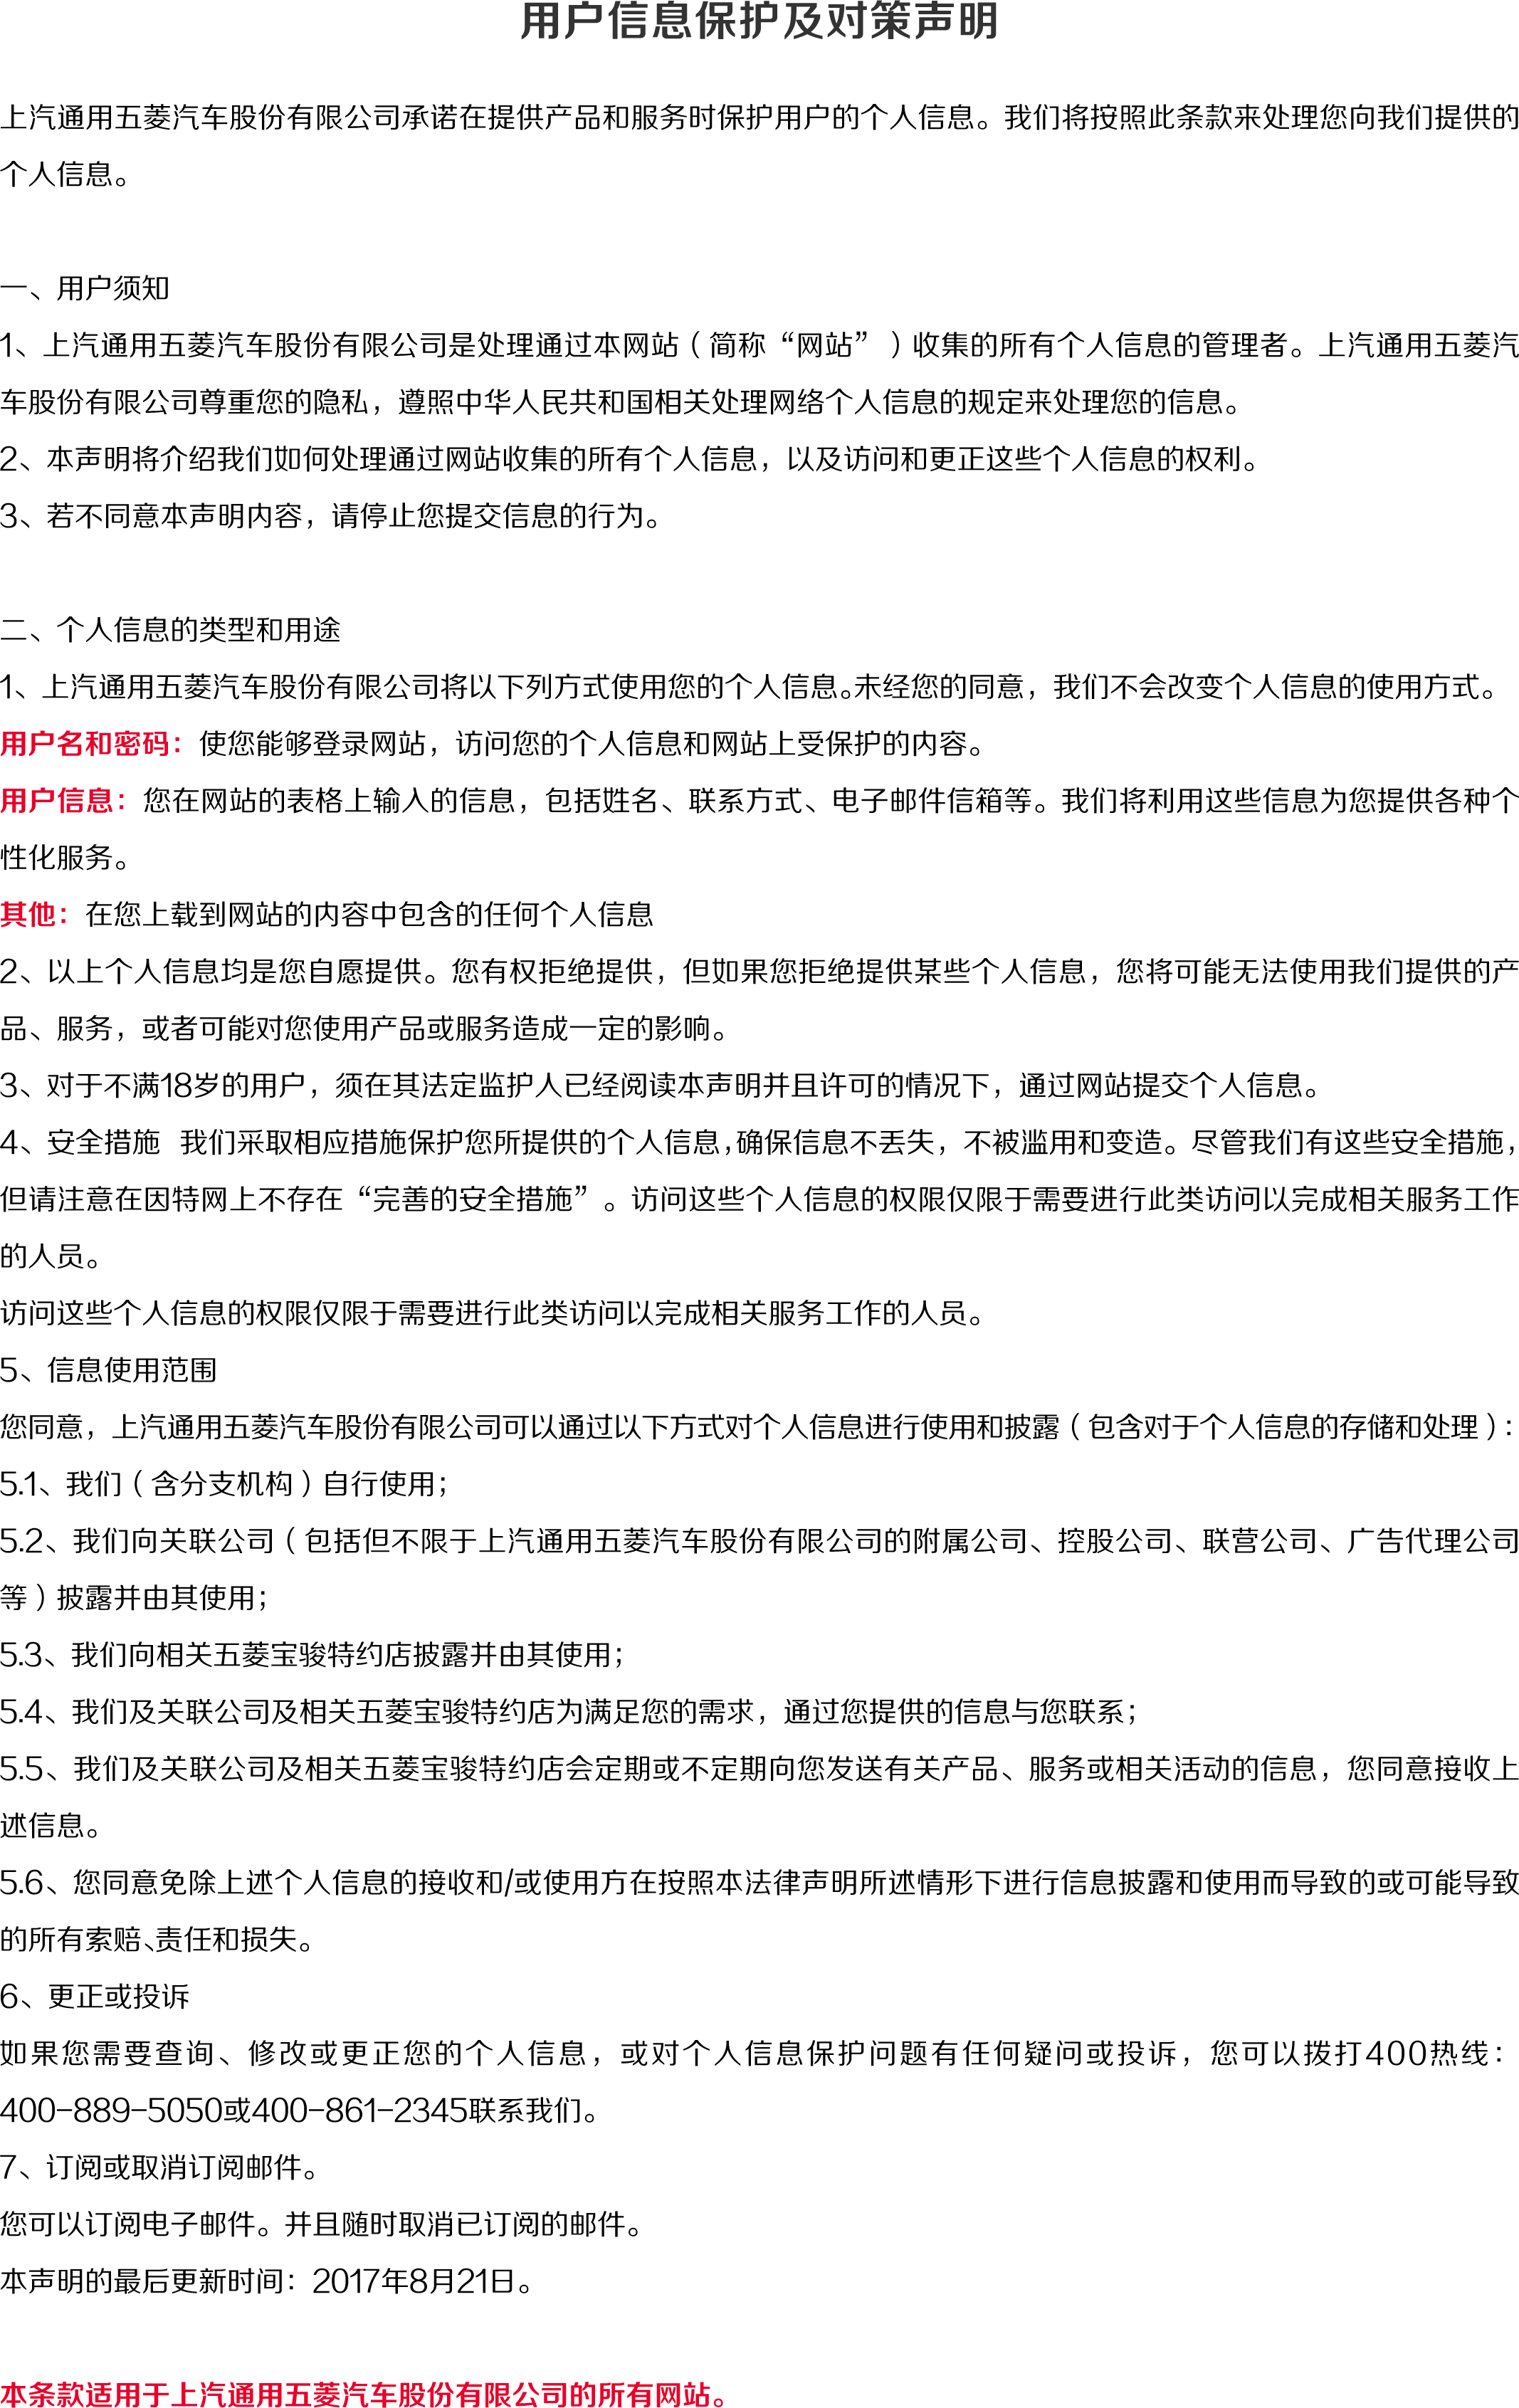 用户信息保护及对策声明
上汽通用五菱汽车股份有限公司承诺在提供产品和服务时保护用户的个人信息。我们将按照此条款来处理您向我们提供的
个人信息。
一、用户须知
1、上汽通用五菱汽车股份有限公司是处理通过本网站（简称“网站”）收集的所有个人信息的管理者。上汽通用五菱汽
车股份有限公司尊重您的隐私，遵照中华人民共和国相关处理网络个人信息的规定来处理您的信息。
2、本声明将介绍我们如何处理通过网站收集的所有个人信息，以及访问和更正这些个人信息的权利。
3、若不同意本声明内容，请停止您提交信息的行为。
二、个人信息的类型和用途
1、上汽通用五菱汽车股份有限公司将以下列方式使用您的个人信息。未经您的同意，我们不会改变个人信息的使用方式。
用户名和密码：使您能够登录网站，访问您的个人信息和网站上受保护的内容。
用户信息：您在网站的表格上输入的信息，包括姓名、联系方式、电子邮件信箱等。我们将利用这些信息为您提供各种个
性化服务。
其他：在您上载到网站的内容中包含的任何个人信息
2、以上个人信息均是您自愿提供。您有权拒绝提供，但如果您拒绝提供某些个人信息，您将可能无法使用我们提供的产
品、服务，或者可能对您使用产品或服务造成一定的影响。
3、对于不满18岁的用户，须在其法定监护人已经阅读本声明并且许可的情况下，通过网站提交个人信息。
4、安全措施 我们采取相应措施保护您所提供的个人信息,确保信息不丢失，不被滥用和变造。尽管我们有这些安全措施，
但请注意在因特网上不存在“完善的安全措施”。访问这些个人信息的权限仅限于需要进行此类访问以完成相关服务工作
的人员。
访问这些个人信息的权限仅限于需要进行此类访问以完成相关服务工作的人员。
5、信息使用范围
您同意，上汽通用五菱汽车股份有限公司可以通过以下方式对个人信息进行使用和披露（包含对于个人信息的存储和处理）：
5.1、我们（含分支机构）自行使用；
5.2、我们向关联公司（包括但不限于上汽通用五菱汽车股份有限公司的附属公司、控股公司、联营公司、广告代理公司
等）披露并由其使用；
5.3、我们向相关五菱宝骏特约店披露并由其使用；
5.4、我们及关联公司及相关五菱宝骏特约店为满足您的需求，通过您提供的信息与您联系；
5.5、我们及关联公司及相关五菱宝骏特约店会定期或不定期向您发送有关产品、服务或相关活动的信息，您同意接收上
述信息。
5.6、您同意免除上述个人信息的接收和/或使用方在按照本法律声明所述情形下进行信息披露和使用而导致的或可能导致
的所有索赔、责任和损失。
6、更正或投诉
如果您需要查询、修改或更正您的个人信息，或对个人信息保护问题有任何疑问或投诉，您可以拨打400热线：
400-889-5050或400-861-2345联系我们。
7、订阅或取消订阅邮件。
您可以订阅电子邮件。并且随时取消已订阅的邮件。
本声明的最后更新时间：2017年8月21日。
本条款适用于上汽通用五菱汽车股份有限公司的所有网站。